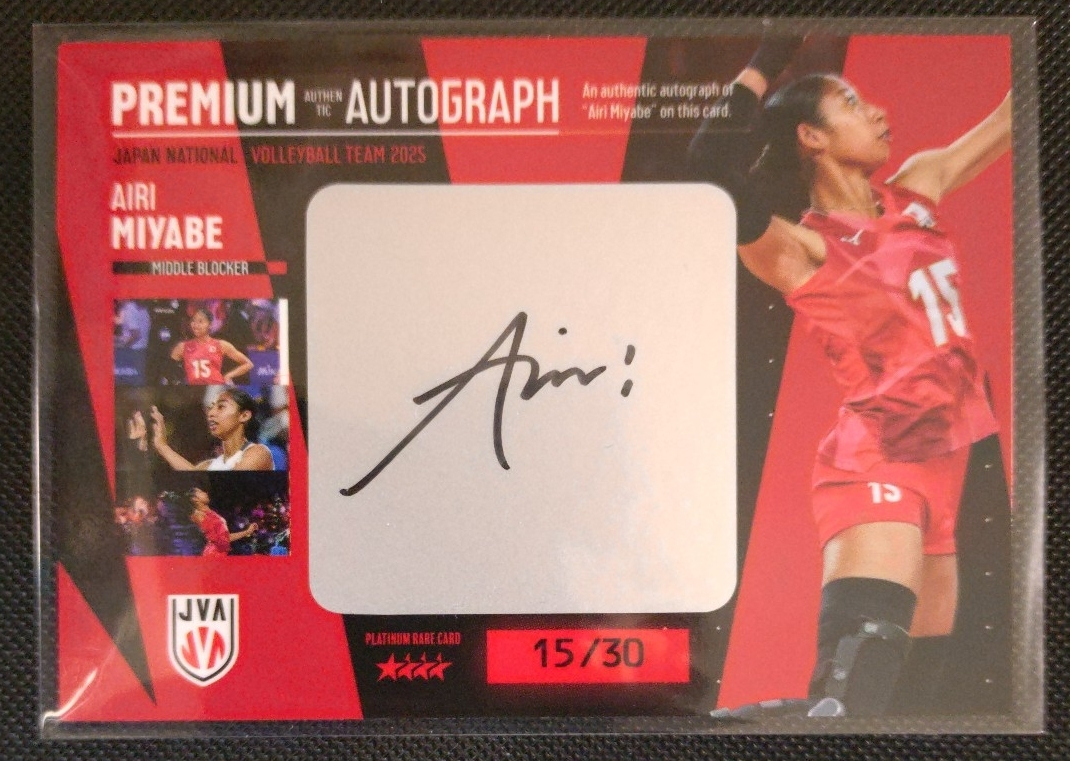 PREMIUM AUTHENTIC AUTOGRAPH
An authentic autograph of
"Airi Miyabe" on this card.
JAPAN NATIONAL VOLLEYBALL TEAM 2025
AIRI
MIYABE
MIDDLE BLOCKER
15
15
15
Airi
JVA
PLATINUM RARE CARD
15/30